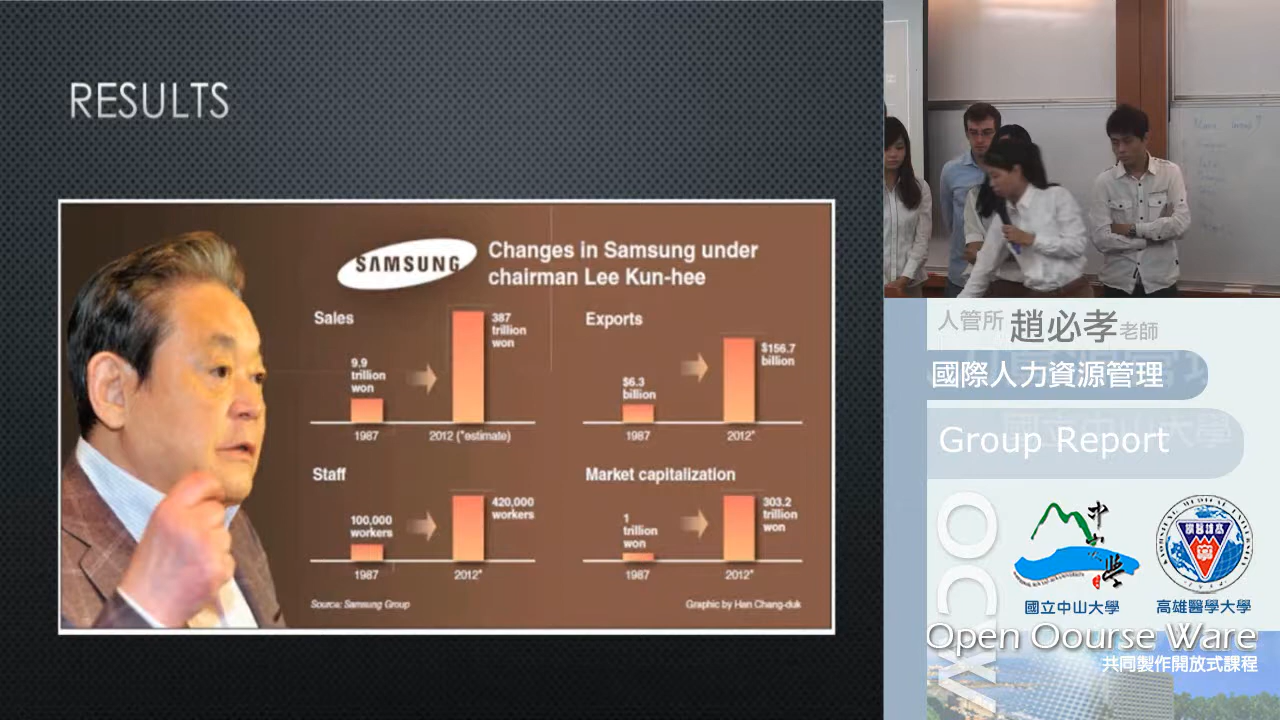 RESULTS
SAMSUNG
Changes in Samsung under
chairman Lee Kun-hee
Sales
9.9
trillion
won
387
trillion
won
1987
2012 (*estimate)
Exports
$6.3
billion
$156.7
billion
1987
2012*
Staff
100,000
workers
420,000
workers
1987
2012*
Market capitalization
1
trillion
won
303.2
trillion
won
1987
2012*
Source: Samsung Group
Graphic by Han Chang-duk
人管所 趙必孝老師
國際人力資源管理
Group Report
OCW
中山大學
國立中山大學
高雄醫學大學
Open Oourse Ware
共同製作開放式課程